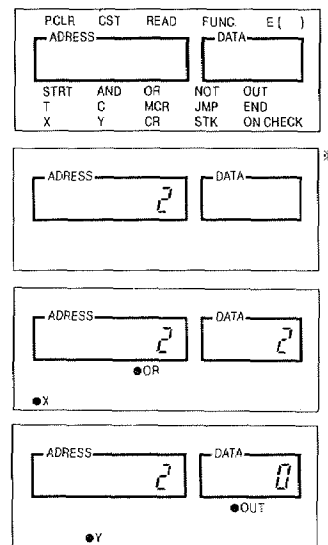 PCLR CST READ FUNC. E( )
ADRESS DATA
STRT AND OR NOT OUT
T C MCR JMP END
X Y CR STK ON CHECK
ADRESS DATA
※
2
ADRESS DATA
2 2
●OR
●X
ADRESS DATA
2 0
●OUT
●Y